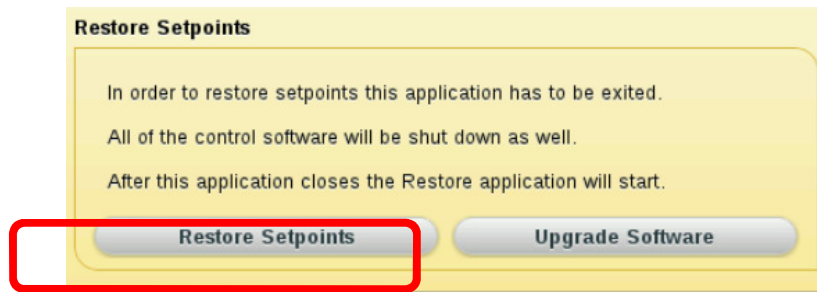 Restore Setpoints
In order to restore setpoints this application has to be exited.
All of the control software will be shut down as well.
After this application closes the Restore application will start.
Restore Setpoints
Upgrade Software